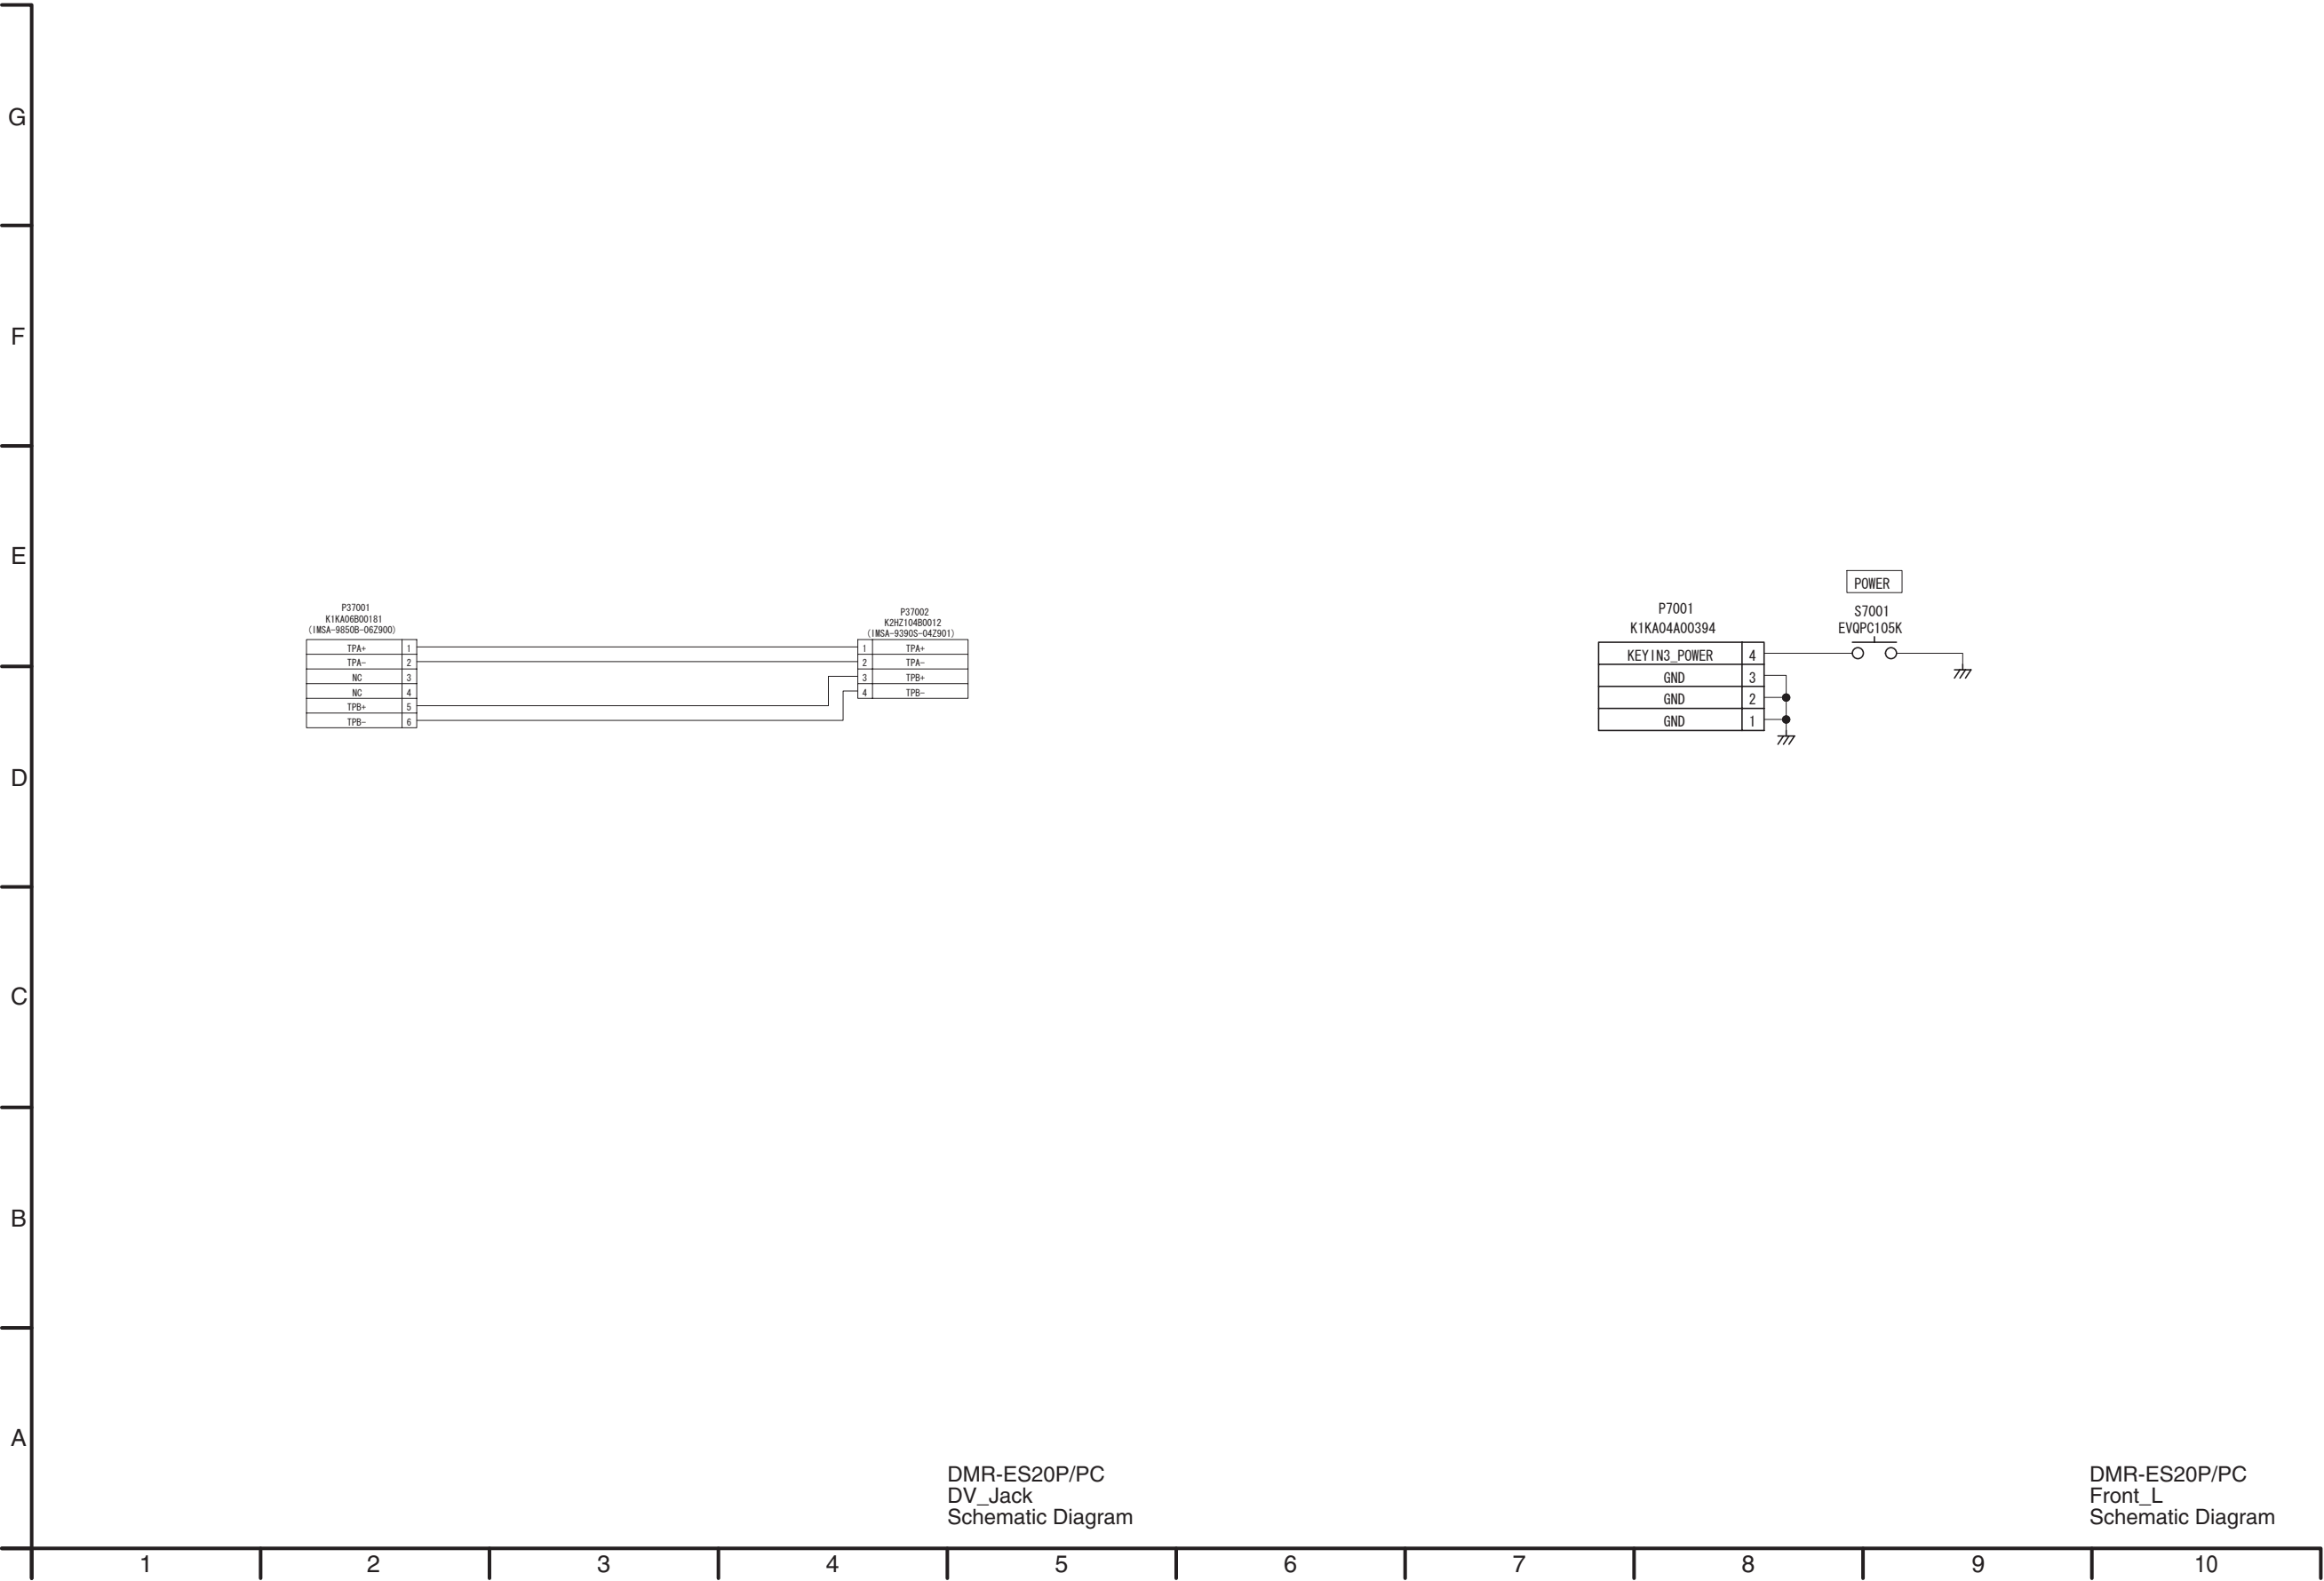 G
F
E
D
C
B
A
P37001
K1KA06B00181
(IMSA-9850B-06Z900)
TPA+ 1
TPA- 2
NC 3
NC 4
TPB+ 5
TPB- 6
P37002
K2HZ104B0012
(IMSA-9390S-04Z901)
1 TPA+
2 TPA-
3 TPB+
4 TPB-
P7001
K1KA04A00394
KEYIN3_POWER 4
GND 3
GND 2
GND 1
POWER
S7001
EVQPC105K
DMR-ES20P/PC
DV_Jack
Schematic Diagram
DMR-ES20P/PC
Front_L
Schematic Diagram
1 2 3 4 5 6 7 8 9 10